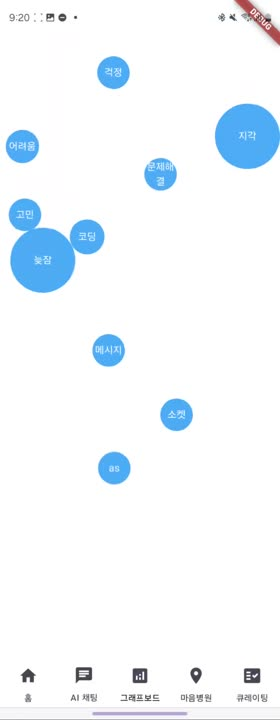 9:20
DEBUG
걱정
지각
어려움
문제해
결
고민
코딩
늦잠
메시지
소켓
as
홈
AI 채팅
그래프보드
마음병원
큐레이팅